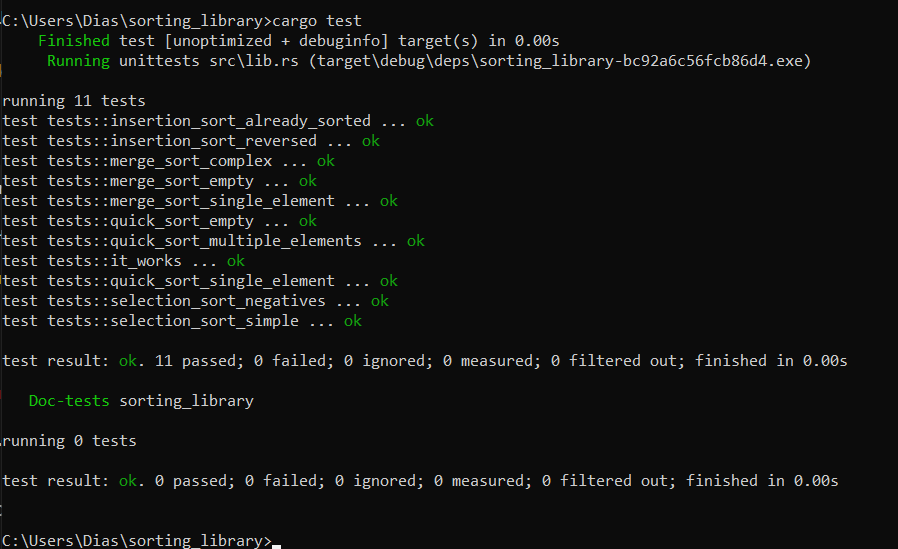 C:\Users\Dias\sorting_library>cargo test
Finished test [unoptimized + debuginfo] target(s) in 0.00s
Running unittests src\lib.rs (target\debug\deps\sorting_library-bc92a6c56fcb86d4.exe)
running 11 tests
test tests::insertion_sort_already_sorted ... ok
test tests::insertion_sort_reversed ... ok
test tests::merge_sort_complex ... ok
test tests::merge_sort_empty ... ok
test tests::merge_sort_single_element ... ok
test tests::quick_sort_empty ... ok
test tests::quick_sort_multiple_elements ... ok
test tests::it_works ... ok
test tests::quick_sort_single_element ... ok
test tests::selection_sort_negatives ... ok
test tests::selection_sort_simple ... ok
test result: ok. 11 passed; 0 failed; 0 ignored; 0 measured; 0 filtered out; finished in 0.00s
Doc-tests sorting_library
running 0 tests
test result: ok. 0 passed; 0 failed; 0 ignored; 0 measured; 0 filtered out; finished in 0.00s
C:\Users\Dias\sorting_library>